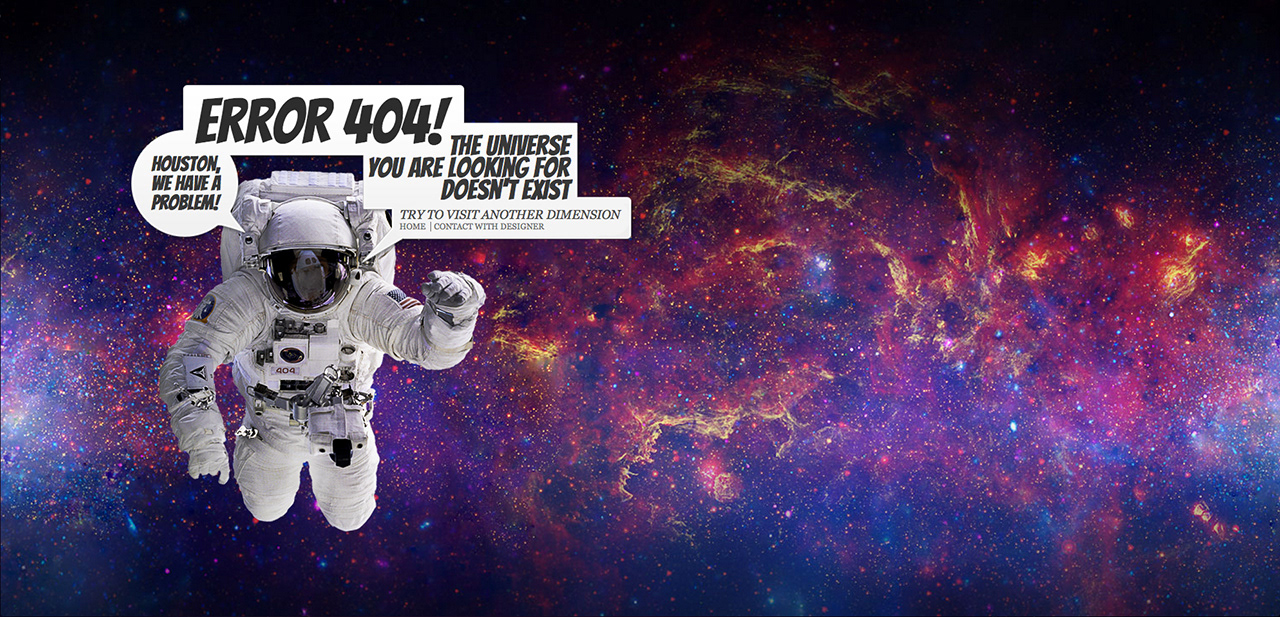 ERROR 404!
HOUSTON,
WE HAVE A
PROBLEM!
THE UNIVERSE
YOU ARE LOOKING FOR
DOESN'T EXIST
TRY TO VISIT ANOTHER DIMENSION
HOME | CONTACT WITH DESIGNER
404